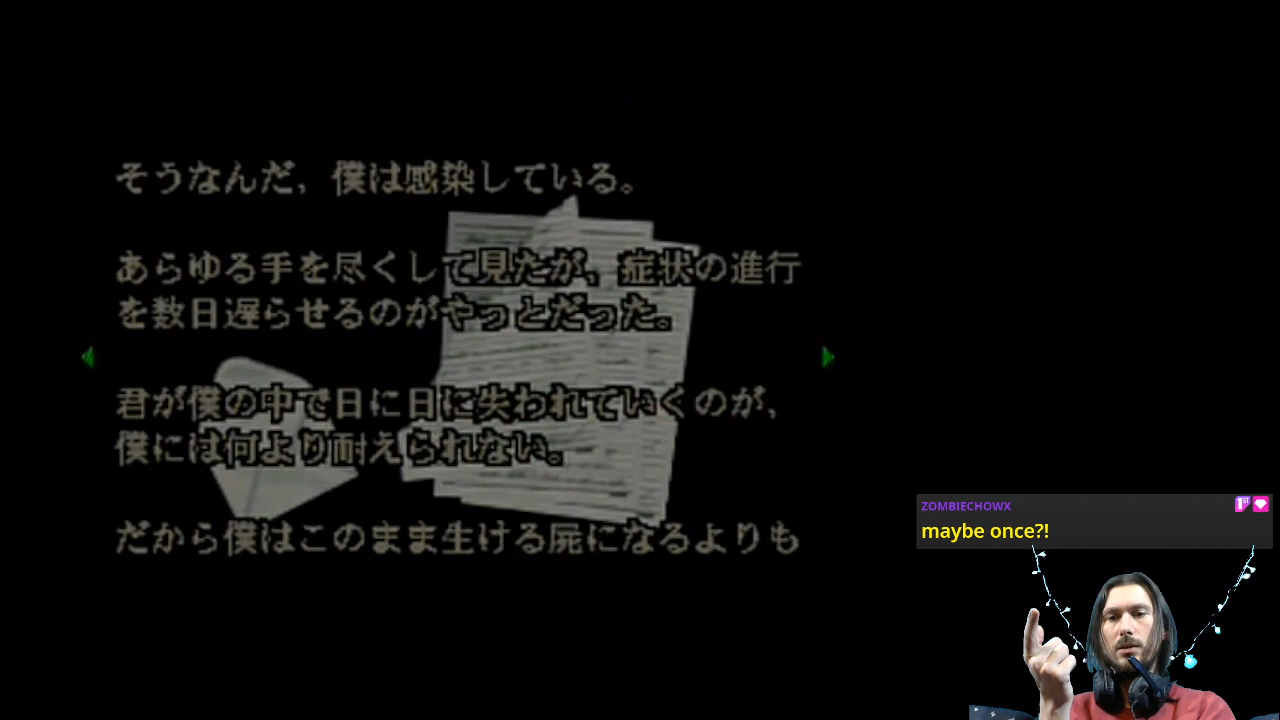 そうなんだ、僕は感染している。
あらゆる手を尽くして見たが、症状の進行
を数日遅らせるのがやっとだった。
君が僕の中で日に日に失われていくのが、
僕には何より耐えられない。
だから僕はこのまま生ける屍になるよりも
ZOMBIECHOWX
1ST
maybe once?!